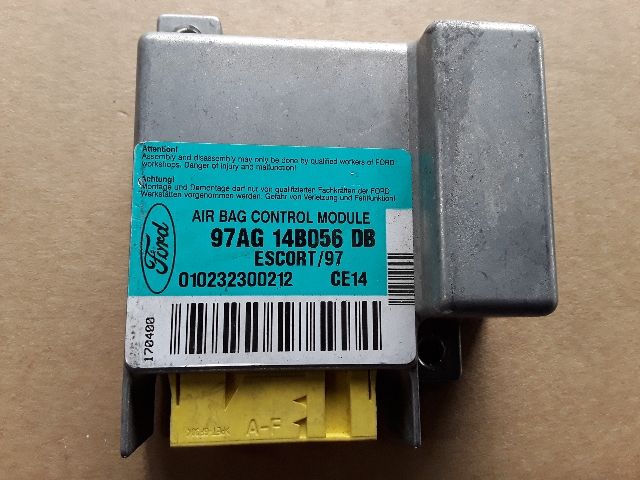 Attention!
Assembly and disassembly may only be done by qualified workers of FORD
workshops. Danger of injury and malfunction!
Achtung!
Montage und Demontage darf nur von qualifizierten Fachkräften der FORD
Werkstätten vorgenommen werden. Gefahr von Verletzung und Fehlfunktion!
Ford
AIR BAG CONTROL MODULE
97AG 14B056 DB
ESCORT/97
010232300212 CE14
170400
A-F